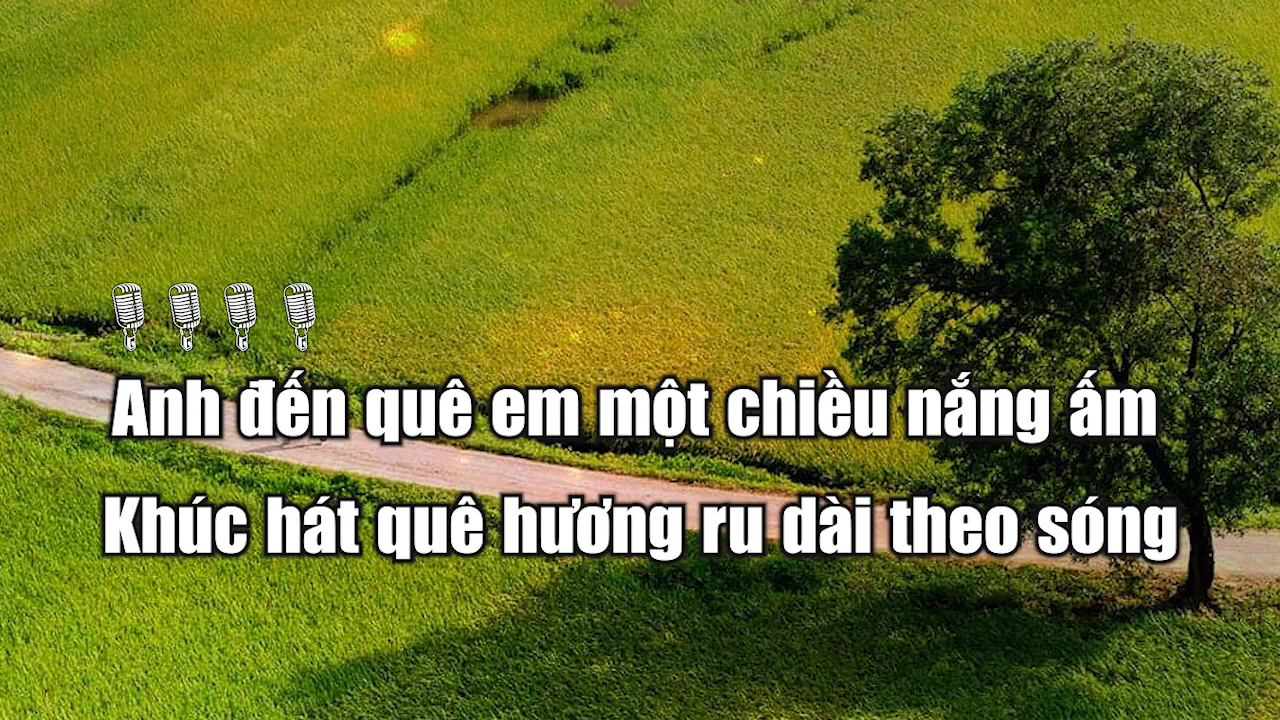 Anh đến quê em một chiều nắng ấm
Khúc hát quê hương ru dài theo sóng